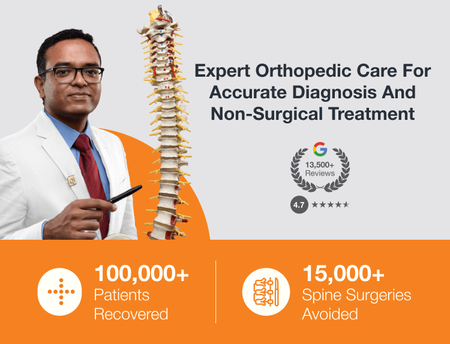 Expert Orthopedic Care For
Accurate Diagnosis And
Non-Surgical Treatment
G
13,500+
Reviews
4.7
100,000+
Patients
Recovered
15,000+
Spine Surgeries
Avoided